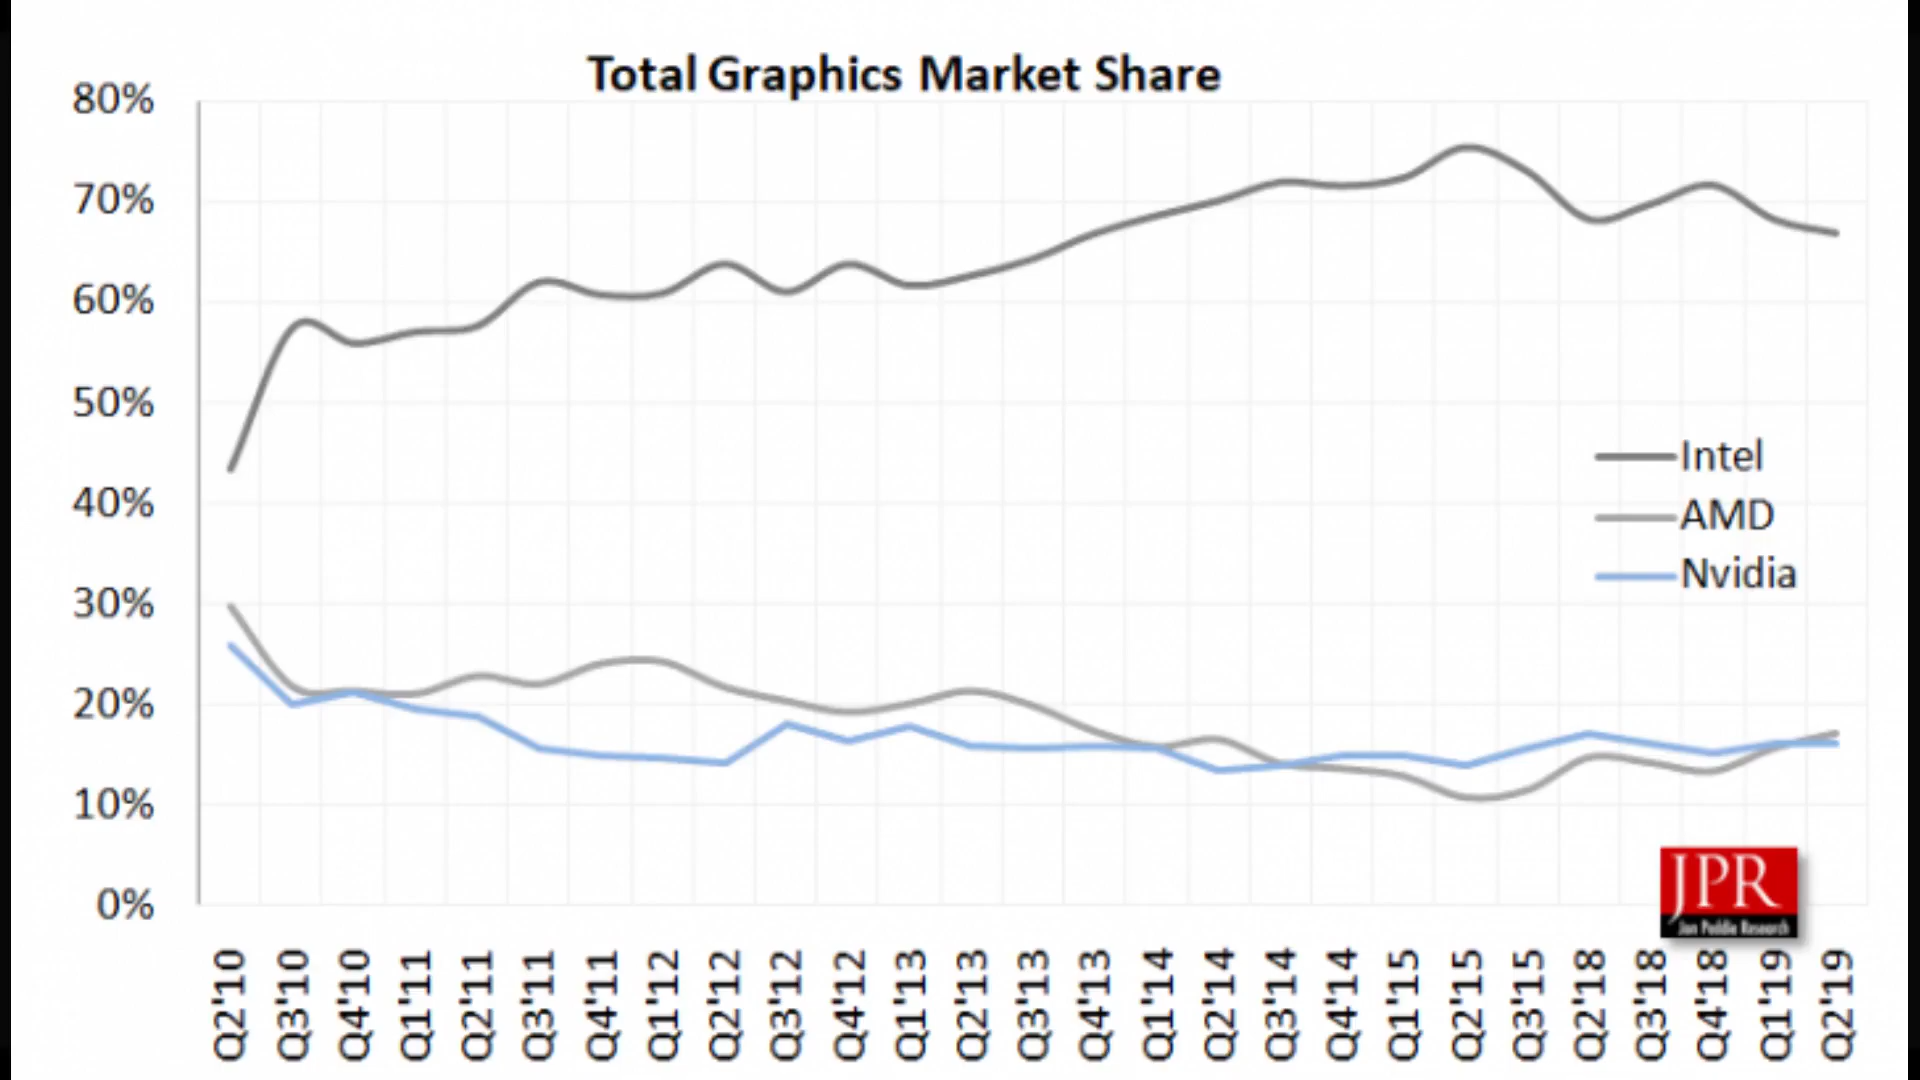 Total Graphics Market Share
80%
70%
60%
50%
40%
30%
20%
10%
0%
Intel
AMD
Nvidia
JPR
Jon Peddie Research
Q2'10
Q3'10
Q4'10
Q1'11
Q2'11
Q3'11
Q4'11
Q1'12
Q2'12
Q3'12
Q4'12
Q1'13
Q2'13
Q3'13
Q4'13
Q1'14
Q2'14
Q3'14
Q4'14
Q1'15
Q2'15
Q3'15
Q2'18
Q3'18
Q4'18
Q1'19
Q2'19